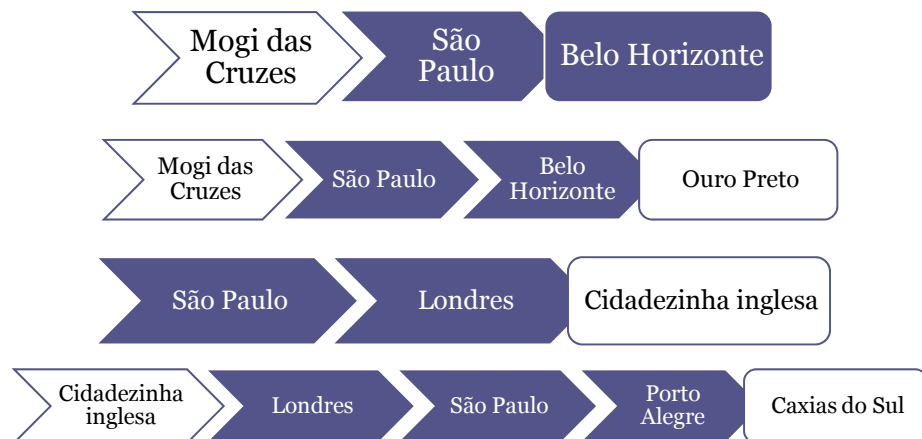 Mogi das
Cruzes
São
Paulo
Belo Horizonte
Mogi das
Cruzes
São Paulo
Belo
Horizonte
Ouro Preto
São Paulo
Londres
Cidadezinha inglesa
Cidadezinha
inglesa
Londres
São Paulo
Porto
Alegre
Caxias do Sul